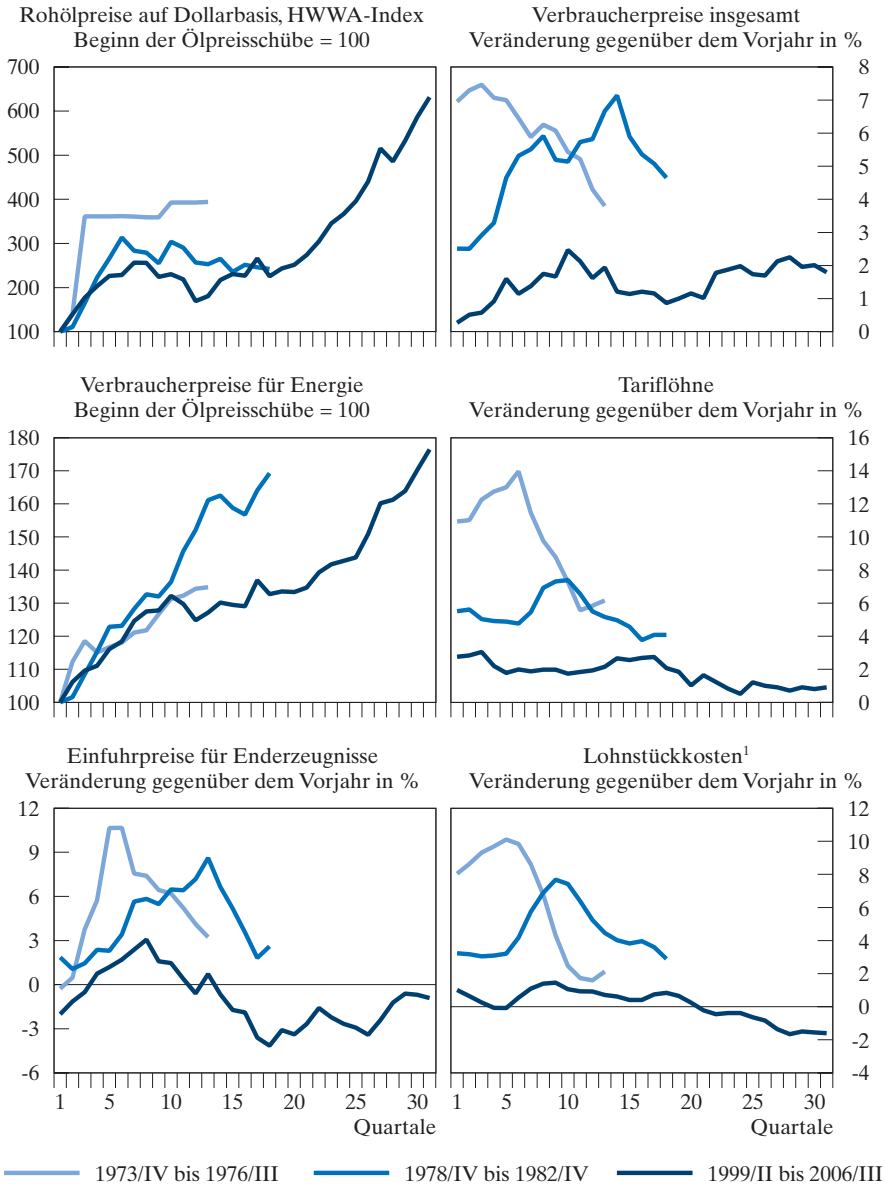 Rohölpreise auf Dollarbasis, HWWA-Index
Beginn der Ölpreisschübe = 100
700
600
500
400
300
200
100
Verbraucherpreise insgesamt
Veränderung gegenüber dem Vorjahr in %
8
7
6
5
4
3
2
1
0
Verbraucherpreise für Energie
Beginn der Ölpreisschübe = 100
180
170
160
150
140
130
120
110
100
Tariflöhne
Veränderung gegenüber dem Vorjahr in %
16
14
12
10
8
6
4
2
0
Einfuhrpreise für Enderzeugnisse
Veränderung gegenüber dem Vorjahr in %
12
9
6
3
0
-3
-6
1 5 10 15 20 25 30
Quartale
Lohnstückkosten¹
Veränderung gegenüber dem Vorjahr in %
12
10
8
6
4
2
0
-2
-4
1 5 10 15 20 25 30
Quartale
1973/IV bis 1976/III 1978/IV bis 1982/IV 1999/II bis 2006/III